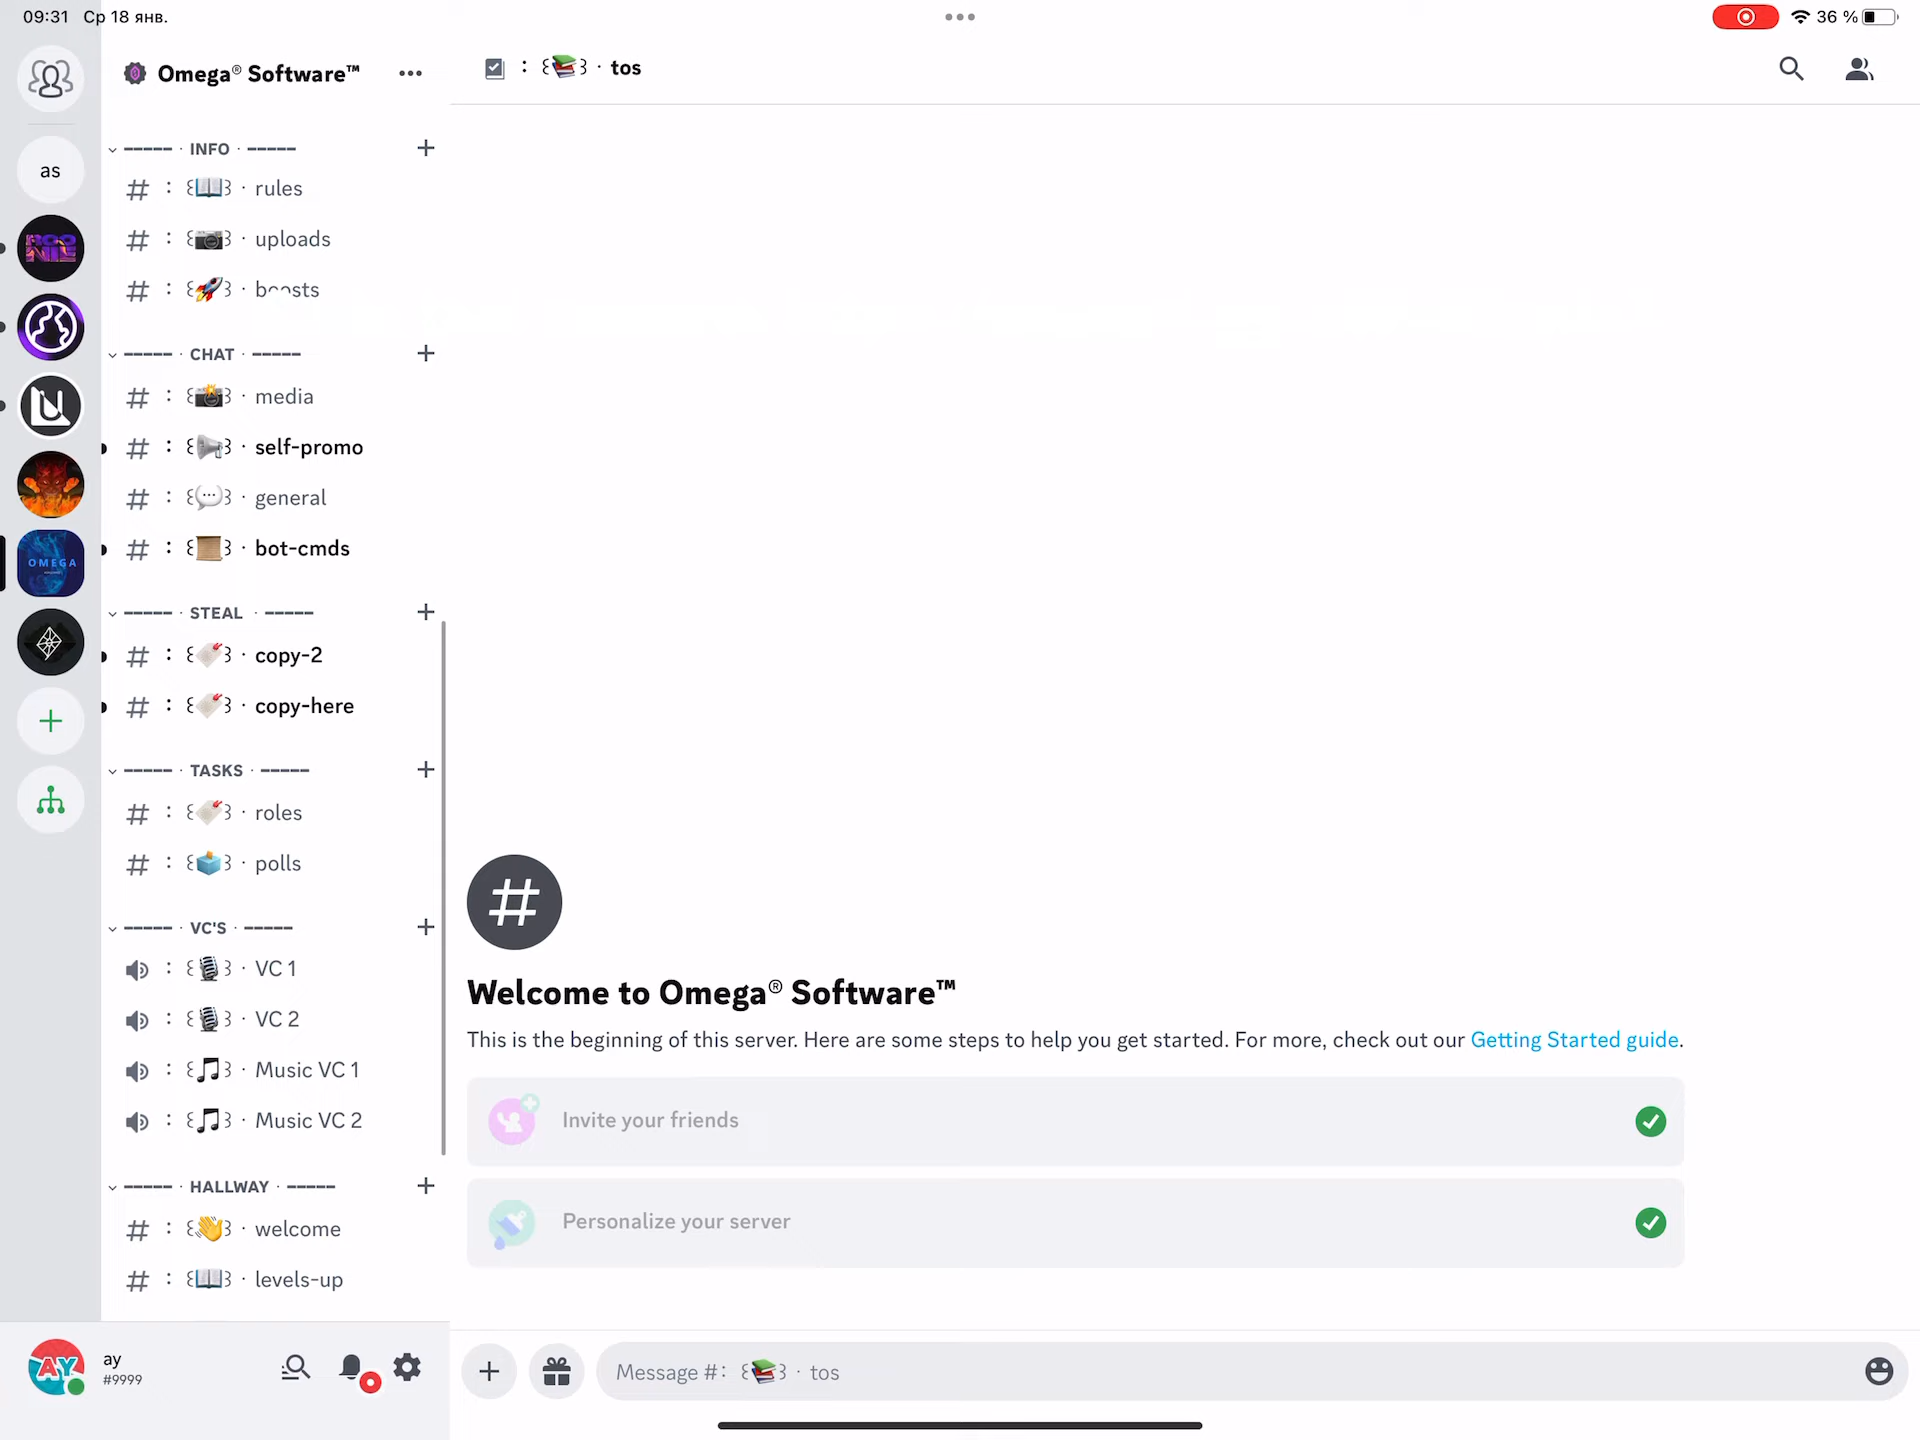 09:31 Ср 18 янв.
36 %
as
OMEGA
Omega® Software™
INFO
rules
uploads
boosts
CHAT
media
self-promo
general
bot-cmds
STEAL
copy-2
copy-here
TASKS
roles
polls
VC'S
VC 1
VC 2
Music VC 1
Music VC 2
HALLWAY
welcome
levels-up
AY
ay
#9999
: {📚} · tos
Welcome to Omega® Software™
This is the beginning of this server. Here are some steps to help you get started. For more, check out our Getting Started guide.
Invite your friends
Personalize your server
Message #: {📚} · tos